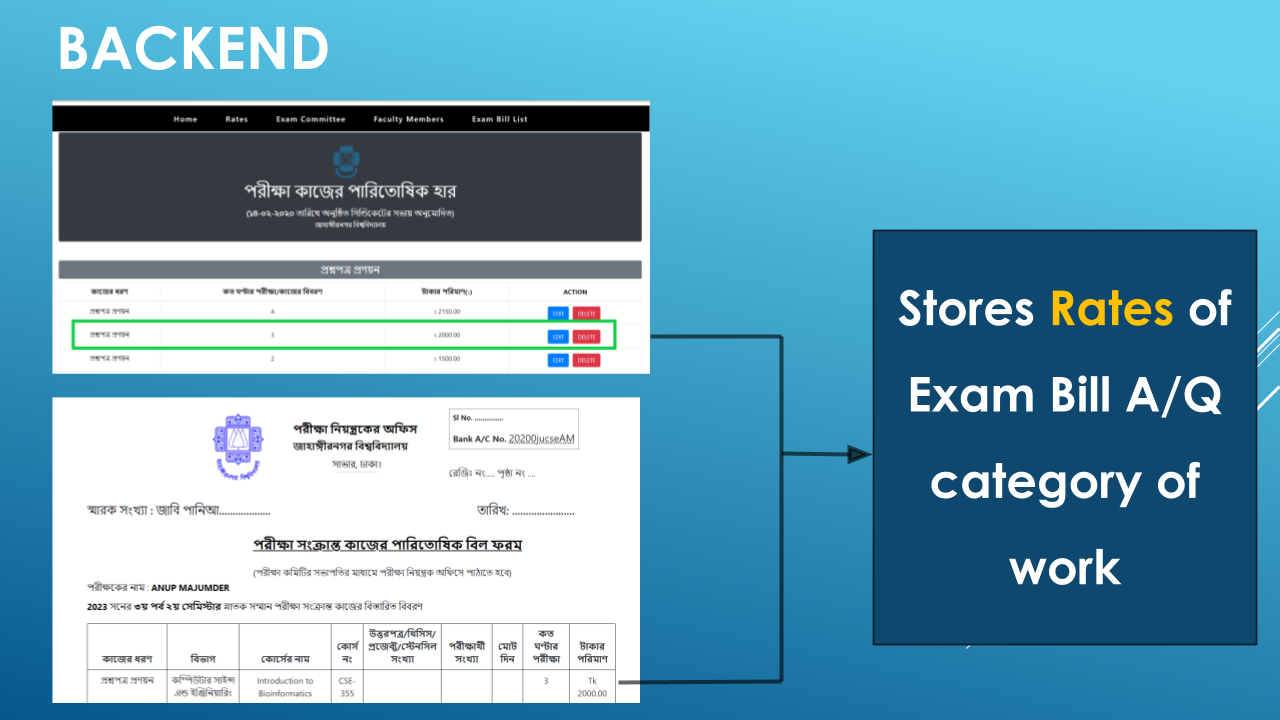 BACKEND
Home Rates Exam Committee Faculty Members Exam Bill List
পরীক্ষা কাজের পারিতোষিক হার
(১৪-০২-২০২০ তারিখে অনুষ্ঠিত সিন্ডিকেটের সভায় অনুমোদিত)
জাহাঙ্গীরনগর বিশ্ববিদ্যালয়
প্রশ্নপত্র প্রণয়ন
কাজের ধরণ কত ঘণ্টার পরীক্ষা/কাজের বিবরণ টাকার পরিমাণ(৳) ACTION
প্রশ্নপত্র প্রণয়ন 4 ৳ 2150.00 EDIT DELETE
প্রশ্নপত্র প্রণয়ন 3 ৳ 2000.00 EDIT DELETE
প্রশ্নপত্র প্রণয়ন 2 ৳ 1500.00 EDIT DELETE
পরীক্ষা নিয়ন্ত্রকের অফিস
জাহাঙ্গীরনগর বিশ্ববিদ্যালয়
সাভার, ঢাকা।
Sl No. ..............
Bank A/C No. 20200jucseAM
রেজিঃ নং..... পৃষ্ঠা নং ....
স্মারক সংখ্যা : জাবি পানিআ................... তারিখ: ......................
পরীক্ষা সংক্রান্ত কাজের পারিতোষিক বিল ফরম
(পরীক্ষা কমিটির সভাপতির মাধ্যমে পরীক্ষা নিয়ন্ত্রক অফিসে পাঠাতে হবে)
পরীক্ষকের নাম : ANUP MAJUMDER
2023 সনের ৩য় পর্ব ২য় সেমিস্টার স্নাতক সম্মান পরীক্ষা সংক্রান্ত কাজের বিস্তারিত বিবরণ
কাজের ধরণ বিভাগ কোর্সের নাম কোর্স নং উত্তরপত্র/থিসিস/প্রজেক্ট/স্টেনসিল সংখ্যা পরীক্ষার্থী সংখ্যা মোট দিন কত ঘণ্টার পরীক্ষা টাকার পরিমাণ
প্রশ্নপত্র প্রণয়ন কম্পিউটার সাইন্স এন্ড ইঞ্জিনিয়ারিং Introduction to Bioinformatics CSE-355 3 Tk 2000.00
Stores Rates of
Exam Bill A/Q
category of
work